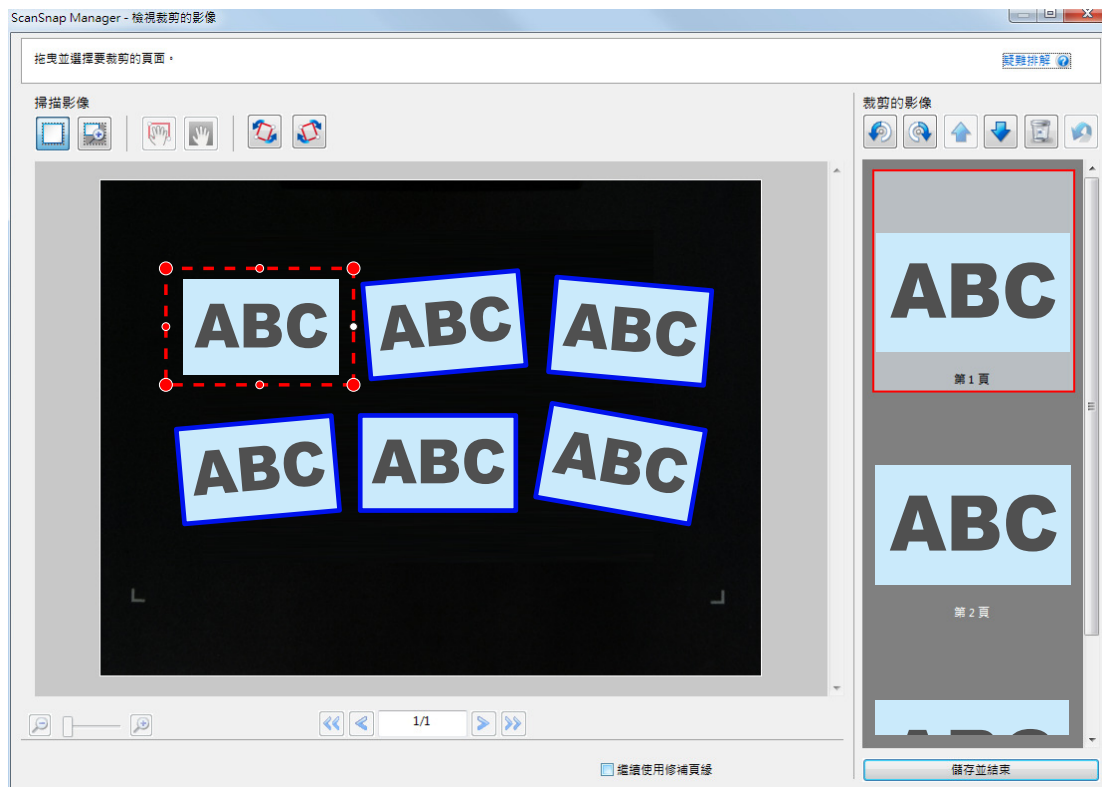 ScanSnap Manager - 檢視裁剪的影像
拖曳並選擇要裁剪的頁面。
疑難排解
掃描影像
裁剪的影像
ABC ABC ABC
ABC ABC ABC
ABC
第 1 頁
ABC
第 2 頁
1/1
繼續使用修補頁緣
儲存並結束